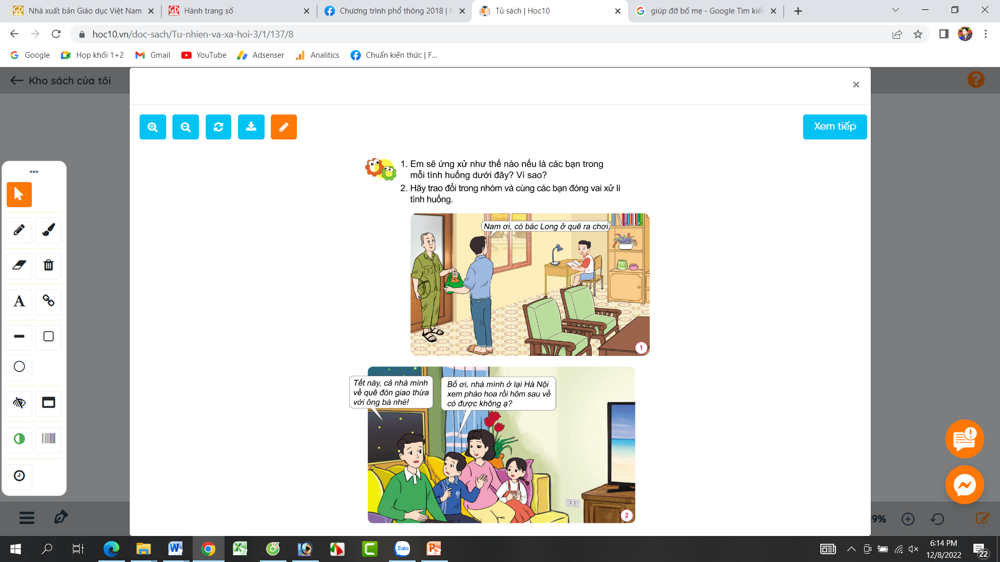 Nhà xuất bản Giáo dục Việt Nam
Hành trang số
Chương trình phổ thông 2018 | F
Tủ sách | Hoc10
giúp đỡ bố mẹ - Google Tìm kiếm
hoc10.vn/doc-sach/Tu-nhien-va-xa-hoi-3/1/137/8
Google
Họp khối 1+2
Gmail
YouTube
Adsenser
Analitics
Chuẩn kiến thức | F...
Kho sách của tôi
Xem tiếp
1. Em sẽ ứng xử như thế nào nếu là các bạn trong
mỗi tình huống dưới đây? Vì sao?
2. Hãy trao đổi trong nhóm và cùng các bạn đóng vai xử lí
tình huống.
Nam ơi, có bác Long ở quê ra chơi.
1
Tết này, cả nhà mình
về quê đón giao thừa
với ông bà nhé!
Bố ơi, nhà mình ở lại Hà Nội
xem pháo hoa rồi hôm sau về
có được không ạ?
2
9%
Zalo
6:14 PM
12/8/2022
22